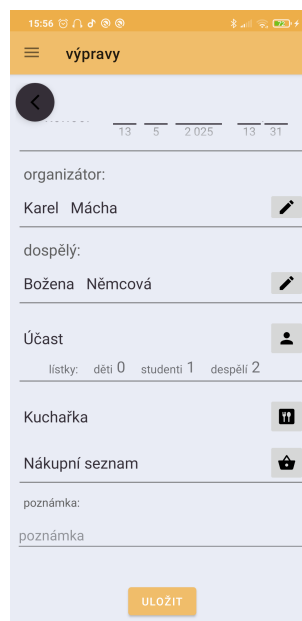 15:56
výpravy
13 5 2 025 13 31
organizátor:
Karel Mácha
dospělý:
Božena Němcová
Účast
lístky: děti 0 studenti 1 despělí 2
Kuchařka
Nákupní seznam
poznámka:
poznámka
ULOŽIT